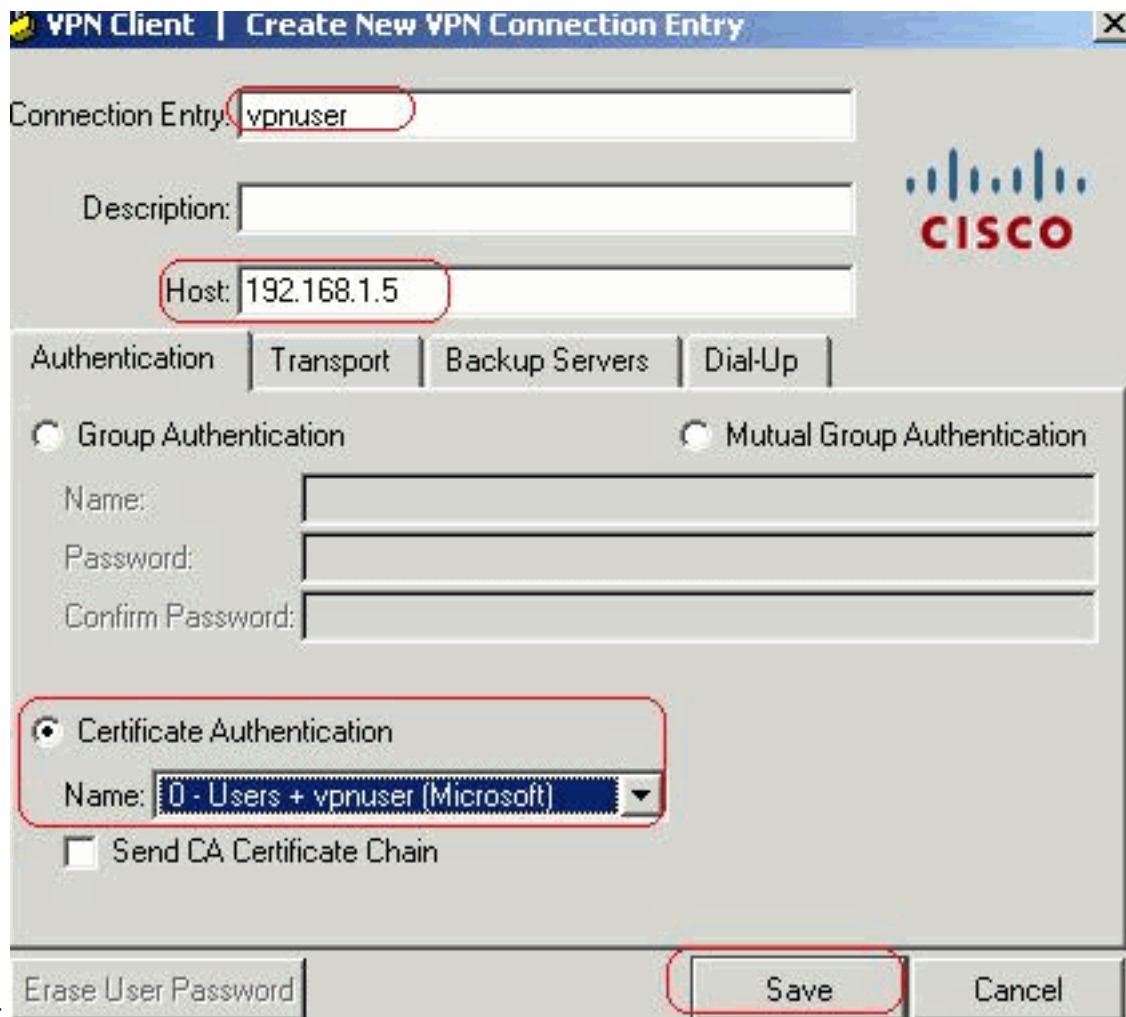 VPN Client | Create New VPN Connection Entry
Connection Entry: vpnuser
Description:
CISCO
Host: 192.168.1.5
Authentication Transport Backup Servers Dial-Up
Group Authentication Mutual Group Authentication
Name:
Password:
Confirm Password:
Certificate Authentication
Name: 0 - Users + vpnuser (Microsoft)
Send CA Certificate Chain
Erase User Password Save Cancel